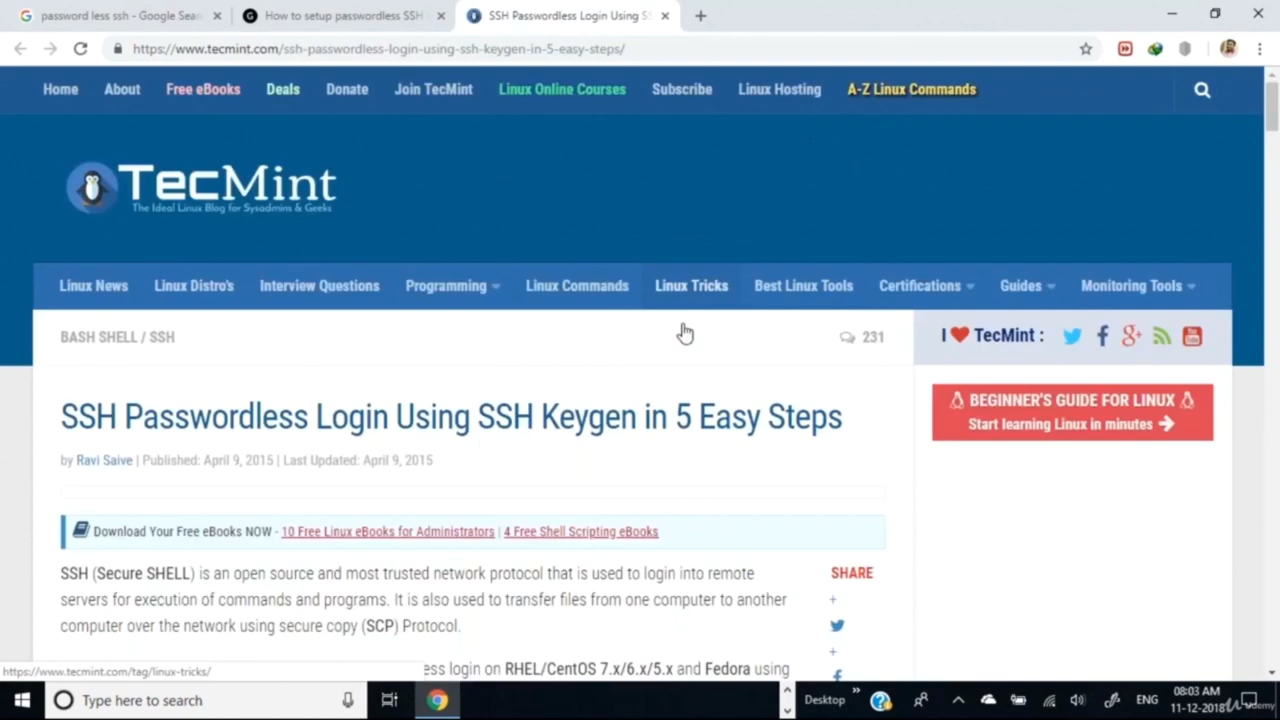 password less ssh - Google Sear
How to setup passwordless SSH
SSH Passwordless Login Using SS
https://www.tecmint.com/ssh-passwordless-login-using-ssh-keygen-in-5-easy-steps/
Home About Free eBooks Deals Donate Join TecMint Linux Online Courses Subscribe Linux Hosting A-Z Linux Commands
TecMint
The Ideal Linux Blog for Sysadmins & Geeks
Linux News Linux Distro's Interview Questions Programming Linux Commands Linux Tricks Best Linux Tools Certifications Guides Monitoring Tools
BASH SHELL / SSH
231
I TecMint :
You Tube
BEGINNER'S GUIDE FOR LINUX
Start learning Linux in minutes
SSH Passwordless Login Using SSH Keygen in 5 Easy Steps
by Ravi Saive | Published: April 9, 2015 | Last Updated: April 9, 2015
Download Your Free eBooks NOW - 10 Free Linux eBooks for Administrators | 4 Free Shell Scripting eBooks
SSH (Secure SHELL) is an open source and most trusted network protocol that is used to login into remote
servers for execution of commands and programs. It is also used to transfer files from one computer to another
computer over the network using secure copy (SCP) Protocol.
SHARE
https://www.tecmint.com/tag/linux-tricks/
ess login on RHEL/CentOS 7.x/6.x/5.x and Fedora using
Type here to search
Desktop
ENG
08:03 AM
11-12-2018
Udemy